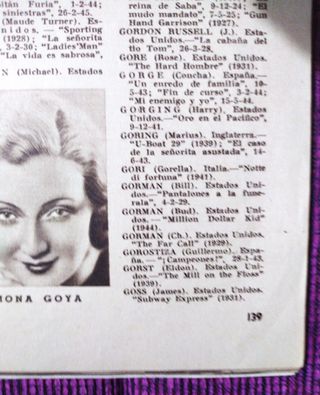 itán Furia", 1-2-44;
siniestras", 26-2-45.
(Maude Turner). Es-
nidos. — "Sporting
(1928); "La señorita
3-2-30; "Ladies'Man"
"La vida es sabrosa",
N (Michael). Estados
MONA GOYA
reina de Saba", 9-12-24; "El
mudo mandato", 7-5-25; "Gun
Hand Garrison" (1927).
GORDON RUSSELL (J.). Esta-
dos Unidos.—"La cabaña del
tío Tom", 26-3-28.
GORE (Rose). Estados Unidos.
"The Hard Hombre" (1931).
GORGE (Concha). España.—
"Un enredo de familia", 10-
5-43; "Fin de curso", 3-2-44;
"Mi enemigo y yo", 15-5-44.
GORGING (Harry). Estados
Unidos.—"Oro en el Pacífico",
9-12-41.
GORING (Marius). Inglaterra.—
"U-Boat 29" (1939); "El caso
de la señorita asustada", 14-
6-43.
GORI (Gorella). Italia.—"Notte
di fortuna" (1941).
GORMAN (Bill). Estados Uni-
dos.—"Pantalones a la fune-
rala", 4-2-29.
GORMAN (Bud). Estados Uni-
dos. — "Million Dollar Kid"
(1944).
GORMAN (Ch.). Estados Unidos.
"The Far Call" (1929).
GOROSTIZA (Guillermo). Espa-
ña. — "¡Campeones!", 28-1-43.
GORST (Eldon). Estados Uni-
dos.—"The Mill on the Floss"
(1939).
GOSS (James). Estados Unidos.
"Subway Express" (1931).
139